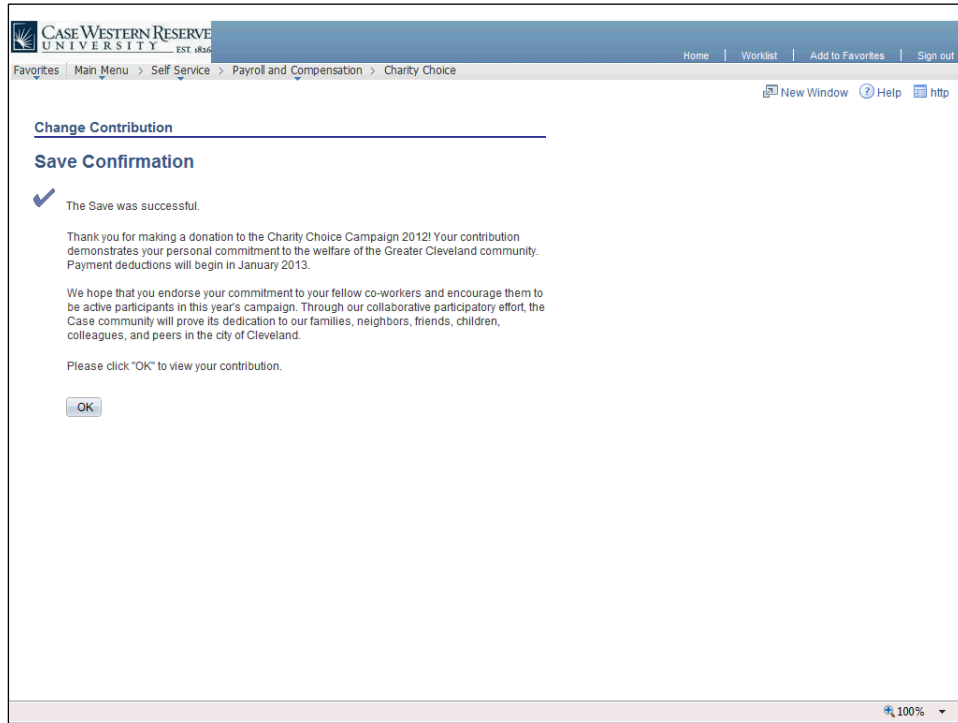 CASE WESTERN RESERVE
UNIVERSITY EST. 1826
Home | Worklist | Add to Favorites | Sign out
Favorites Main Menu > Self Service > Payroll and Compensation > Charity Choice
New Window ? Help http
Change Contribution
Save Confirmation
The Save was successful.
Thank you for making a donation to the Charity Choice Campaign 2012! Your contribution
demonstrates your personal commitment to the welfare of the Greater Cleveland community.
Payment deductions will begin in January 2013.
We hope that you endorse your commitment to your fellow co-workers and encourage them to
be active participants in this year's campaign. Through our collaborative participatory effort, the
Case community will prove its dedication to our families, neighbors, friends, children,
colleagues, and peers in the city of Cleveland.
Please click "OK" to view your contribution.
OK
100%